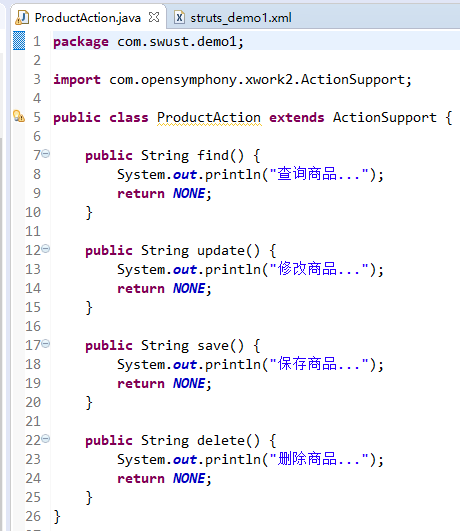 ProductAction.java struts_demo1.xml
1 package com.swust.demo1;
2
3 import com.opensymphony.xwork2.ActionSupport;
4
5 public class ProductAction extends ActionSupport {
6
7 public String find() {
8 System.out.println("查询商品...");
9 return NONE;
10 }
11
12 public String update() {
13 System.out.println("修改商品...");
14 return NONE;
15 }
16
17 public String save() {
18 System.out.println("保存商品...");
19 return NONE;
20 }
21
22 public String delete() {
23 System.out.println("删除商品...");
24 return NONE;
25 }
26 }